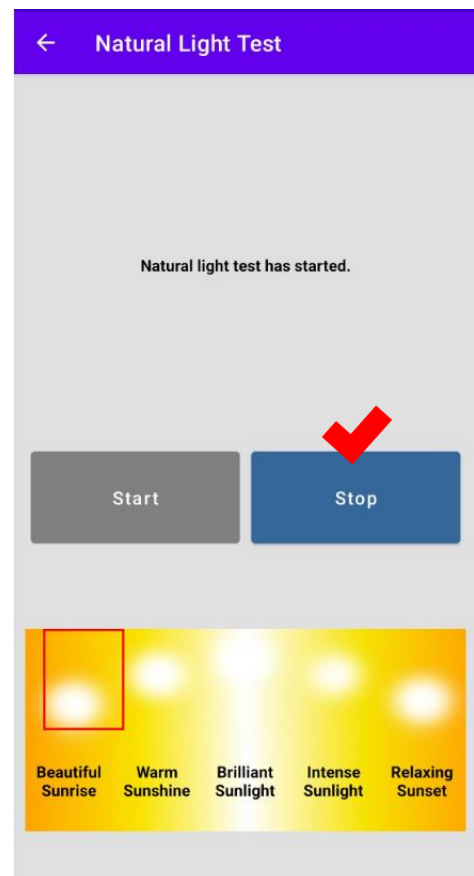 Natural Light Test
Natural light test has started.
Start
Stop
Beautiful
Sunrise
Warm
Sunshine
Brilliant
Sunlight
Intense
Sunlight
Relaxing
Sunset